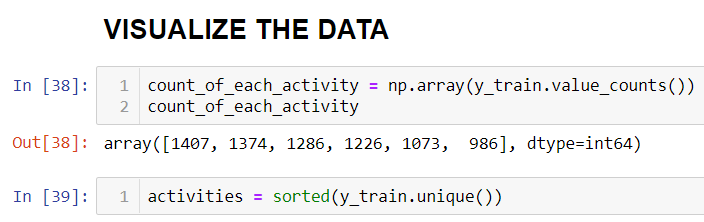 VISUALIZE THE DATA
In [38]: 1 count_of_each_activity = np.array(y_train.value_counts())
2 count_of_each_activity
Out[38]: array([1407, 1374, 1286, 1226, 1073,  986], dtype=int64)
In [39]: 1 activities = sorted(y_train.unique())